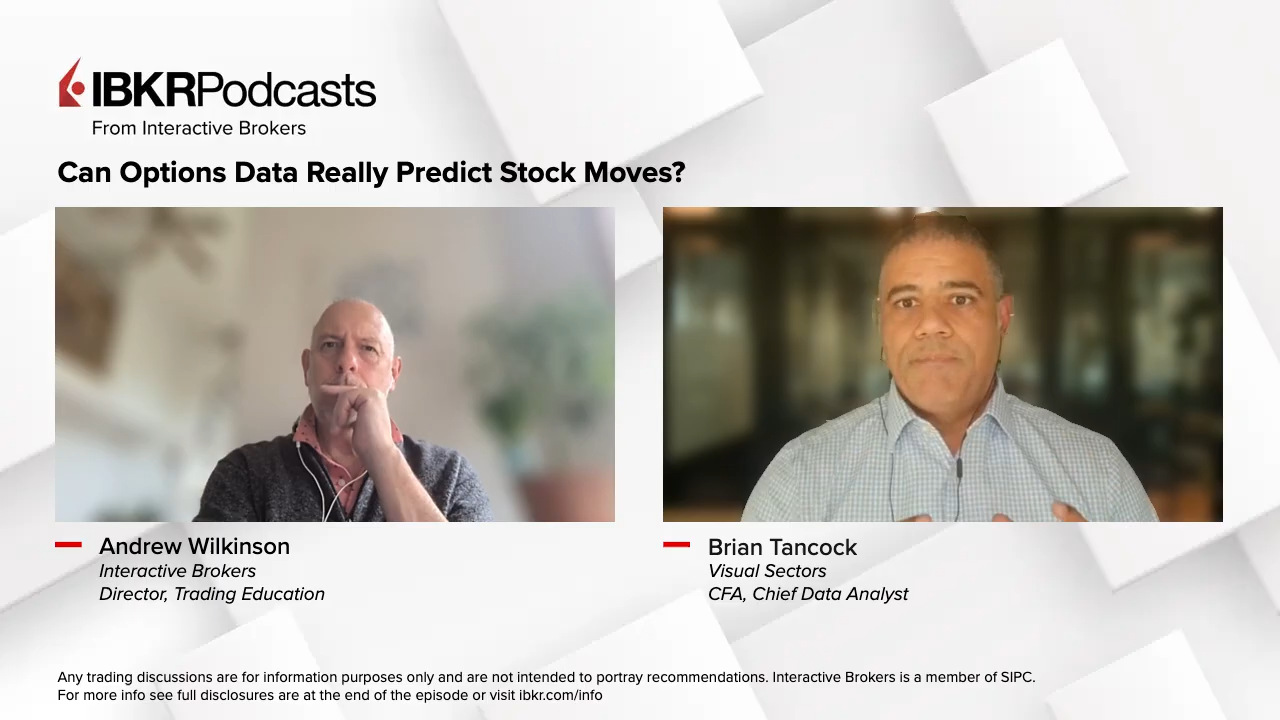 IBKRPodcasts
From Interactive Brokers
Can Options Data Really Predict Stock Moves?
Andrew Wilkinson
Interactive Brokers
Director, Trading Education
Brian Tancock
Visual Sectors
CFA, Chief Data Analyst
Any trading discussions are for information purposes only and are not intended to portray recommendations. Interactive Brokers is a member of SIPC.
For more info see full disclosures are at the end of the episode or visit ibkr.com/info